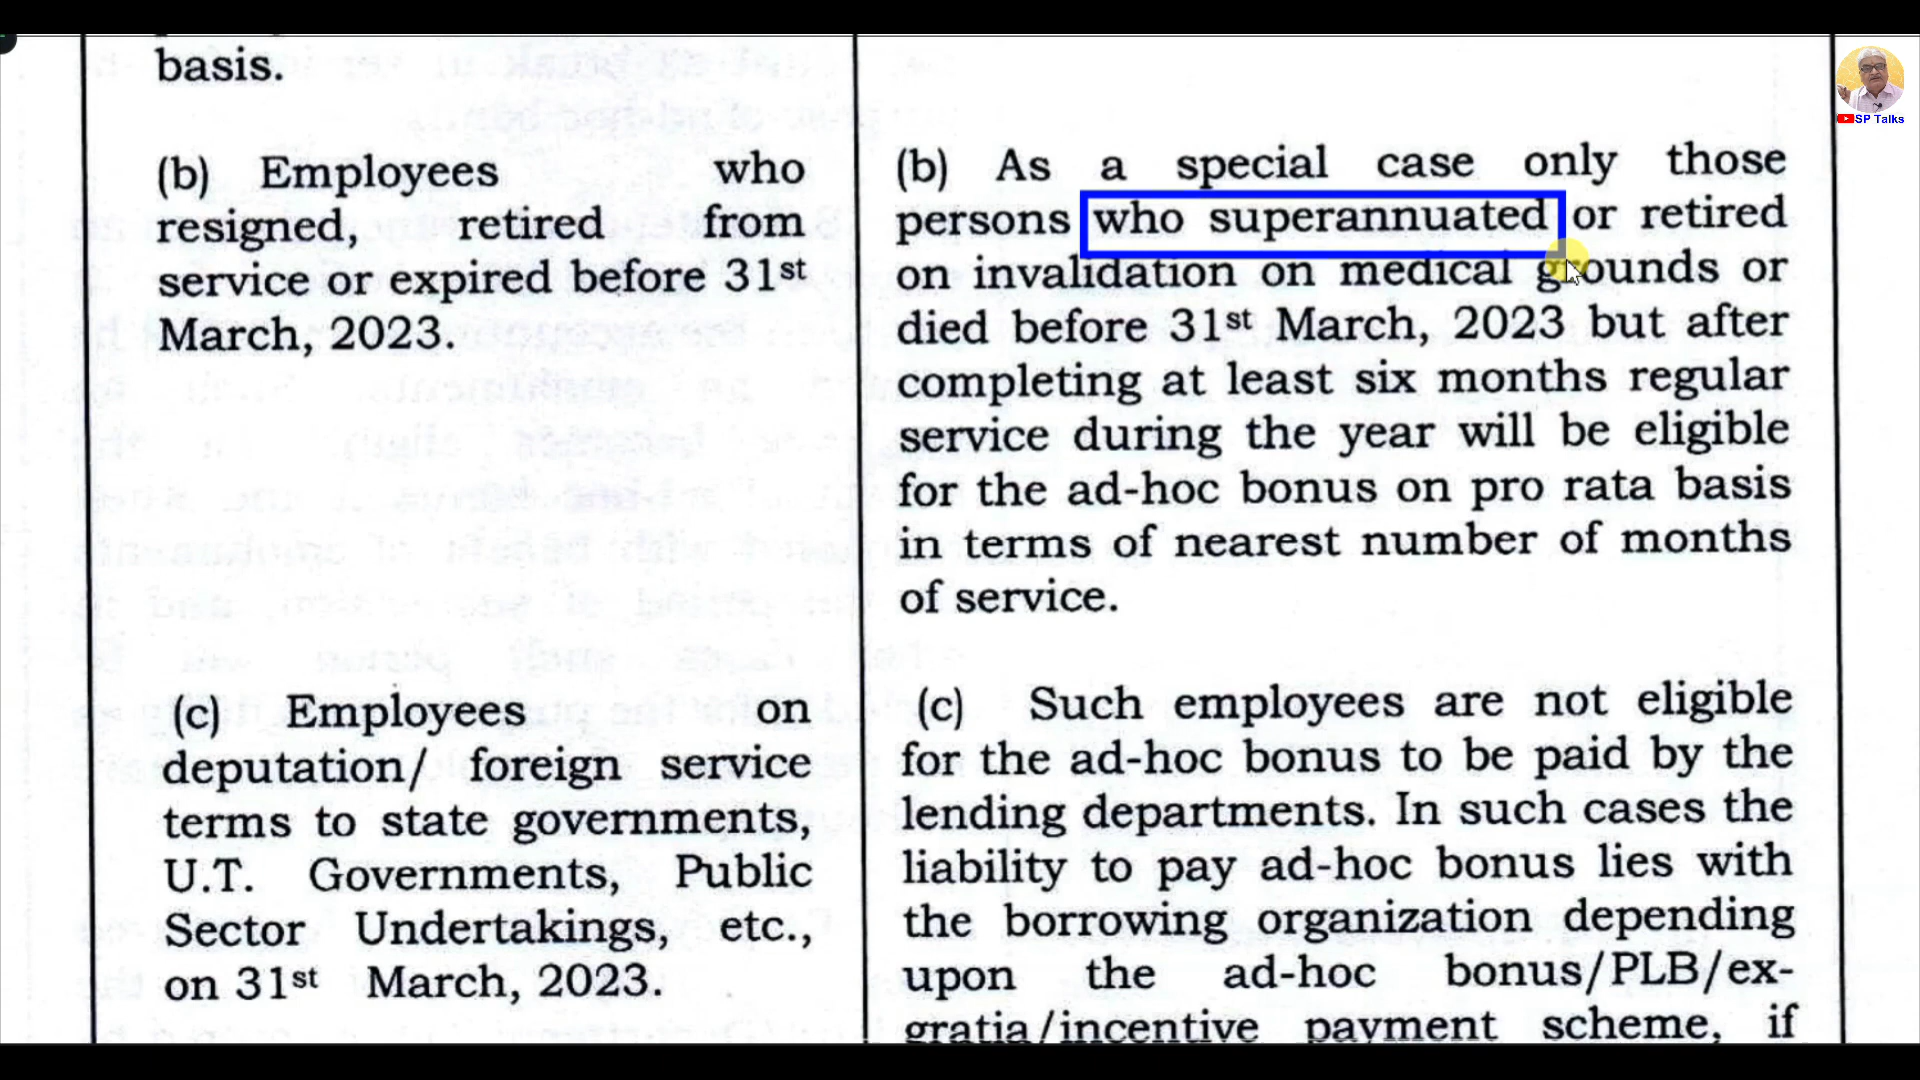 basis.
(b) Employees who
resigned, retired from
service or expired before 31st
March, 2023.
(b) As a special case only those
persons who superannuated or retired
on invalidation on medical grounds or
died before 31st March, 2023 but after
completing at least six months regular
service during the year will be eligible
for the ad-hoc bonus on pro rata basis
in terms of nearest number of months
of service.
(c) Employees on
deputation/ foreign service
terms to state governments,
U.T. Governments, Public
Sector Undertakings, etc.,
on 31st March, 2023.
(c) Such employees are not eligible
for the ad-hoc bonus to be paid by the
lending departments. In such cases the
liability to pay ad-hoc bonus lies with
the borrowing organization depending
upon the ad-hoc bonus/PLB/ex-
gratia/incentive payment scheme, if
SP Talks